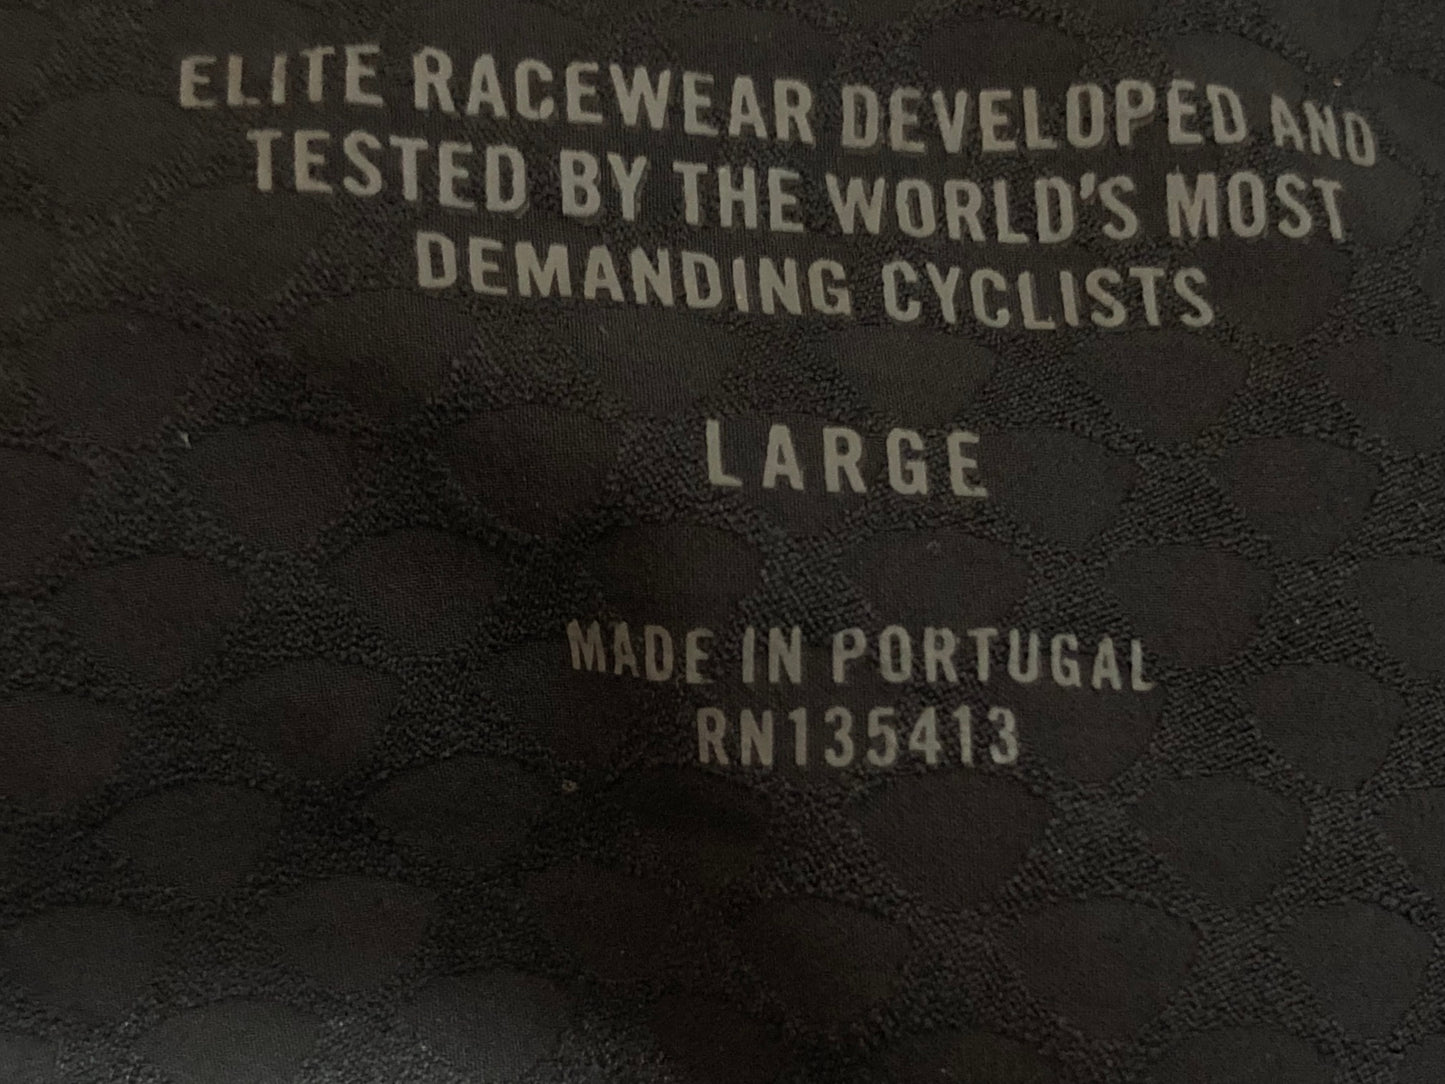 ELITE RACEWEAR DEVELOPED AND
TESTED BY THE WORLD'S MOST
DEMANDING CYCLISTS
LARGE
MADE IN PORTUGAL
RN135413